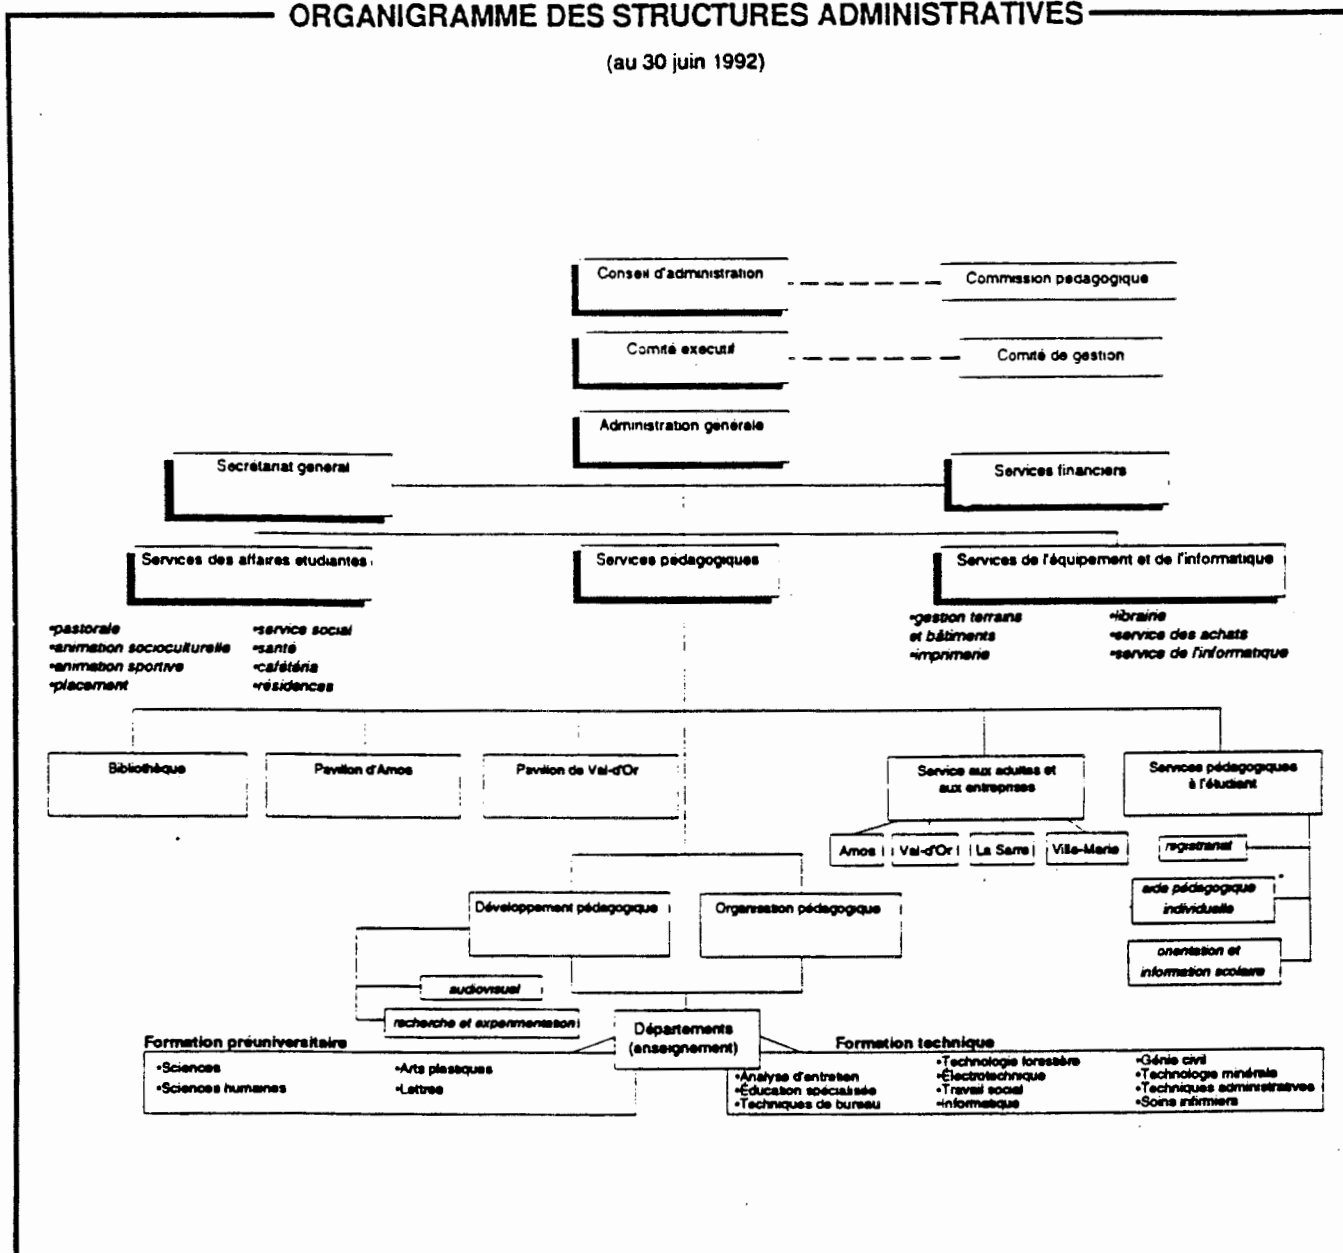 ORGANIGRAMME DES STRUCTURES ADMINISTRATIVES
(au 30 juin 1992)
Conseil d'administration
Commission pédagogique
Comité exécutif
Comité de gestion
Administration générale
Secrétariat général
Services financiers
Services des affaires étudiantes
Services pédagogiques
Services de l'équipement et de l'informatique
•pastorale
•animation socioculturelle
•animation sportive
•placement
•service social
•santé
•cafétéria
•résidences
•gestion terrains
et bâtiments
•imprimerie
•librairie
•service des achats
•service de l'informatique
Bibliothèque
Pavillon d'Amos
Pavillon de Val-d'Or
Service aux adultes et
aux entreprises
Services pédagogiques
à l'étudiant
Amos
Val-d'Or
La Sarre
Ville-Marie
registrariat
aide pédagogique
individuelle
orientation et
information scolaire
Développement pédagogique
Organisation pédagogique
audiovisuel
recherche et expérimentation
Départements
(enseignement)
Formation préuniversitaire
•Sciences
•Sciences humaines
•Arts plastiques
•Lettres
Formation technique
•Analyse d'entretien
•Éducation spécialisée
•Techniques de bureau
•Technologie forestière
•Électrotechnique
•Travail social
•Informatique
•Génie civil
•Technologie minérale
•Techniques administratives
•Soins infirmiers